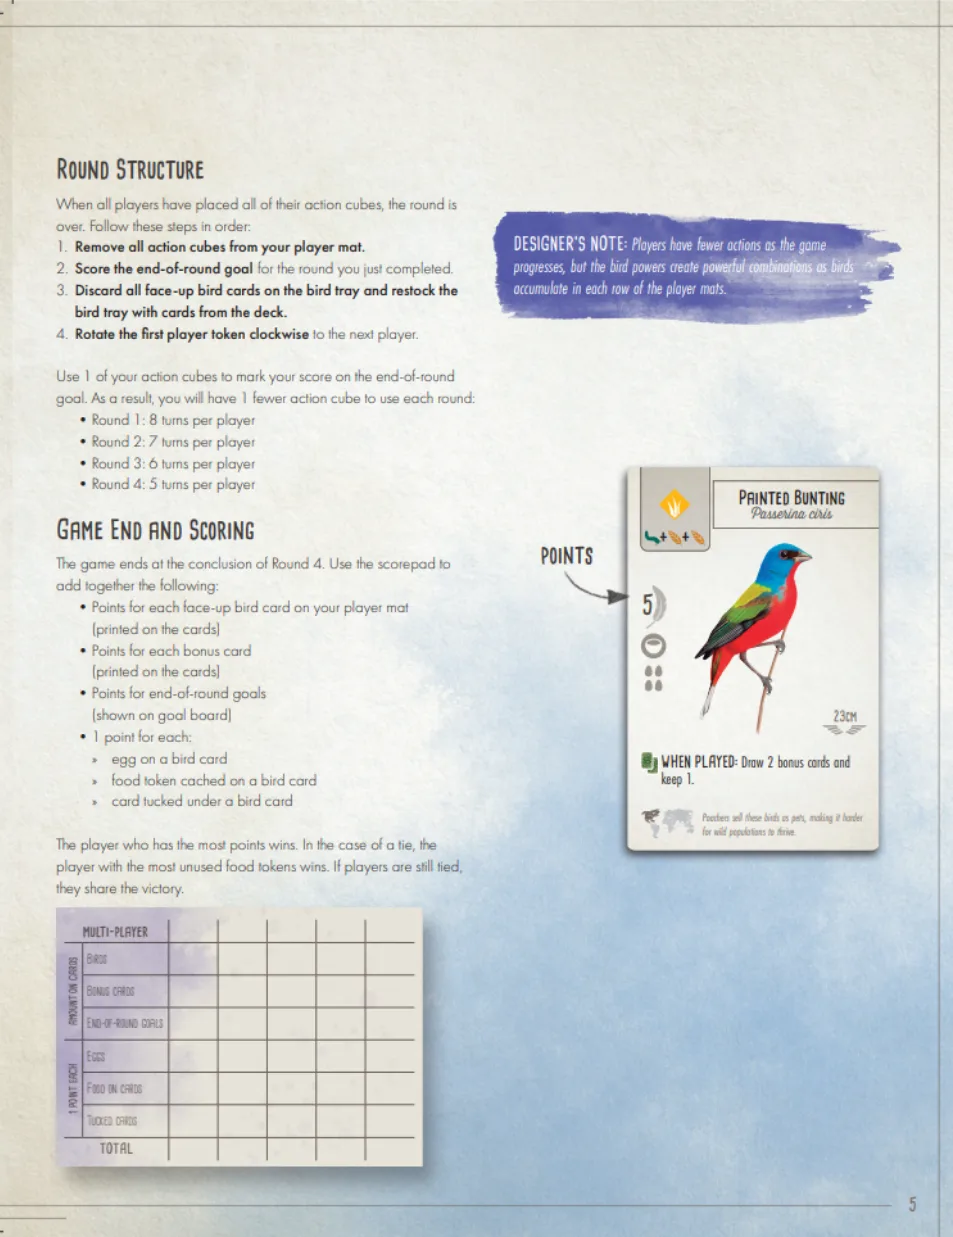 Round Structure
When all players have placed all of their action cubes, the round is
over. Follow these steps in order:
1. Remove all action cubes from your player mat.
2. Score the end-of-round goal for the round you just completed.
3. Discard all face-up bird cards on the bird tray and restock the
bird tray with cards from the deck.
4. Rotate the first player token clockwise to the next player.
Use 1 of your action cubes to mark your score on the end-of-round
goal. As a result, you will have 1 fewer action cube to use each round:
• Round 1: 8 turns per player
• Round 2: 7 turns per player
• Round 3: 6 turns per player
• Round 4: 5 turns per player
Game End and Scoring
The game ends at the conclusion of Round 4. Use the scorepad to
add together the following:
• Points for each face-up bird card on your player mat
(printed on the cards)
• Points for each bonus card
(printed on the cards)
• Points for end-of-round goals
(shown on goal board)
• 1 point for each:
» egg on a bird card
» food token cached on a bird card
» card tucked under a bird card
The player who has the most points wins. In the case of a tie, the
player with the most unused food tokens wins. If players are still tied,
they share the victory.
MULTI-PLAYER
AMOUNT ON CARDS
Birds
Bonus cards
End-of-round goals
1 POINT EACH
Eggs
Food on cards
Tucked cards
TOTAL
DESIGNER'S NOTE: Players have fewer actions as the game
progresses, but the bird powers create powerful combinations as birds
accumulate in each row of the player mats.
POINTS
Painted Bunting
Passerina ciris
+ +
5
23cm
WHEN PLAYED: Draw 2 bonus cards and
keep 1.
Poachers sell these birds as pets, making it harder
for wild populations to thrive.
5